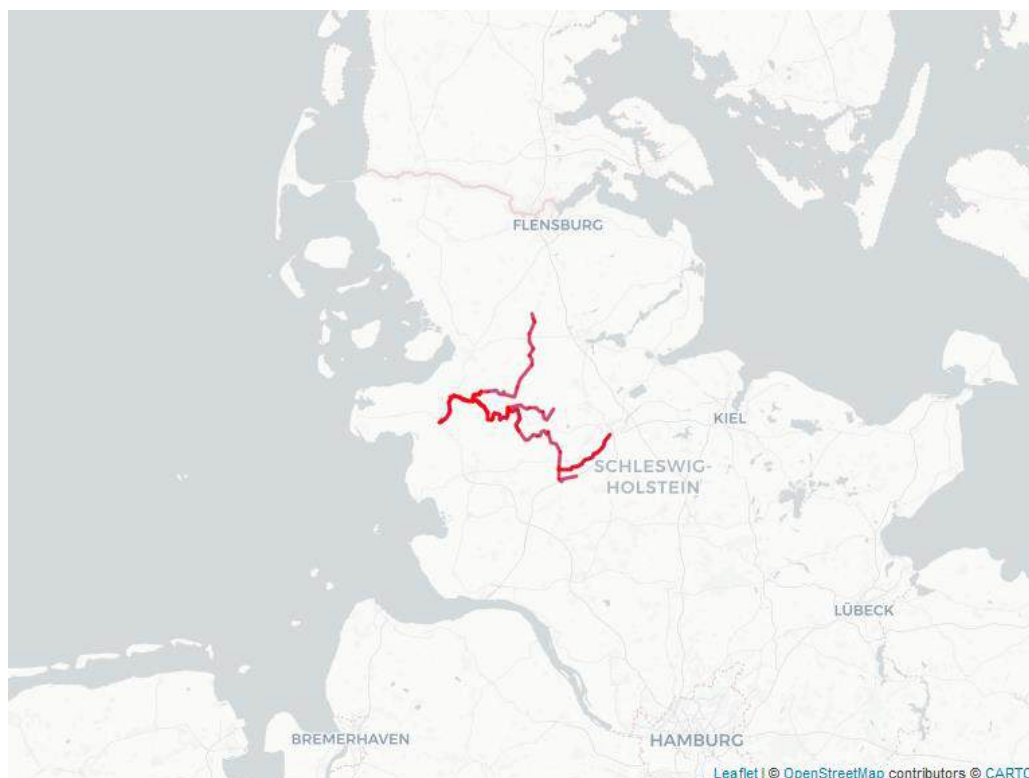 FLENSBURG
KIEL
SCHLESWIG-
HOLSTEIN
LÜBECK
BREMERHAVEN
HAMBURG
Leaflet | © OpenStreetMap contributors © CARTO